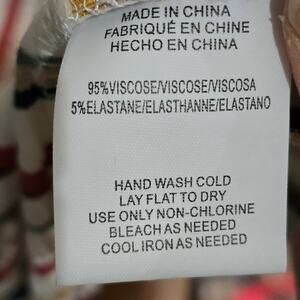 MADE IN CHINA
FABRIQUÉ EN CHINE
HECHO EN CHINA
95%VISCOSE/VISCOSE/VISCOSA
5%ELASTANE/ELASTHANNE/ELASTANO
HAND WASH COLD
LAY FLAT TO DRY
USE ONLY NON-CHLORINE
BLEACH AS NEEDED
COOL IRON AS NEEDED